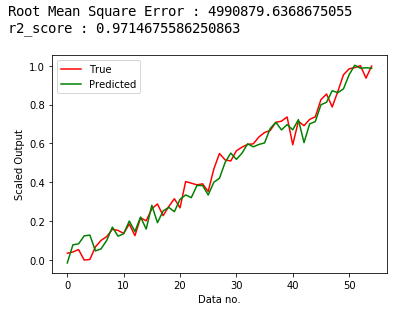 Root Mean Square Error : 4990879.6368675055
r2_score : 0.9714675586250863
True
Predicted
1.0
0.8
0.6
0.4
0.2
0.0
Scaled Output
0 10 20 30 40 50
Data no.